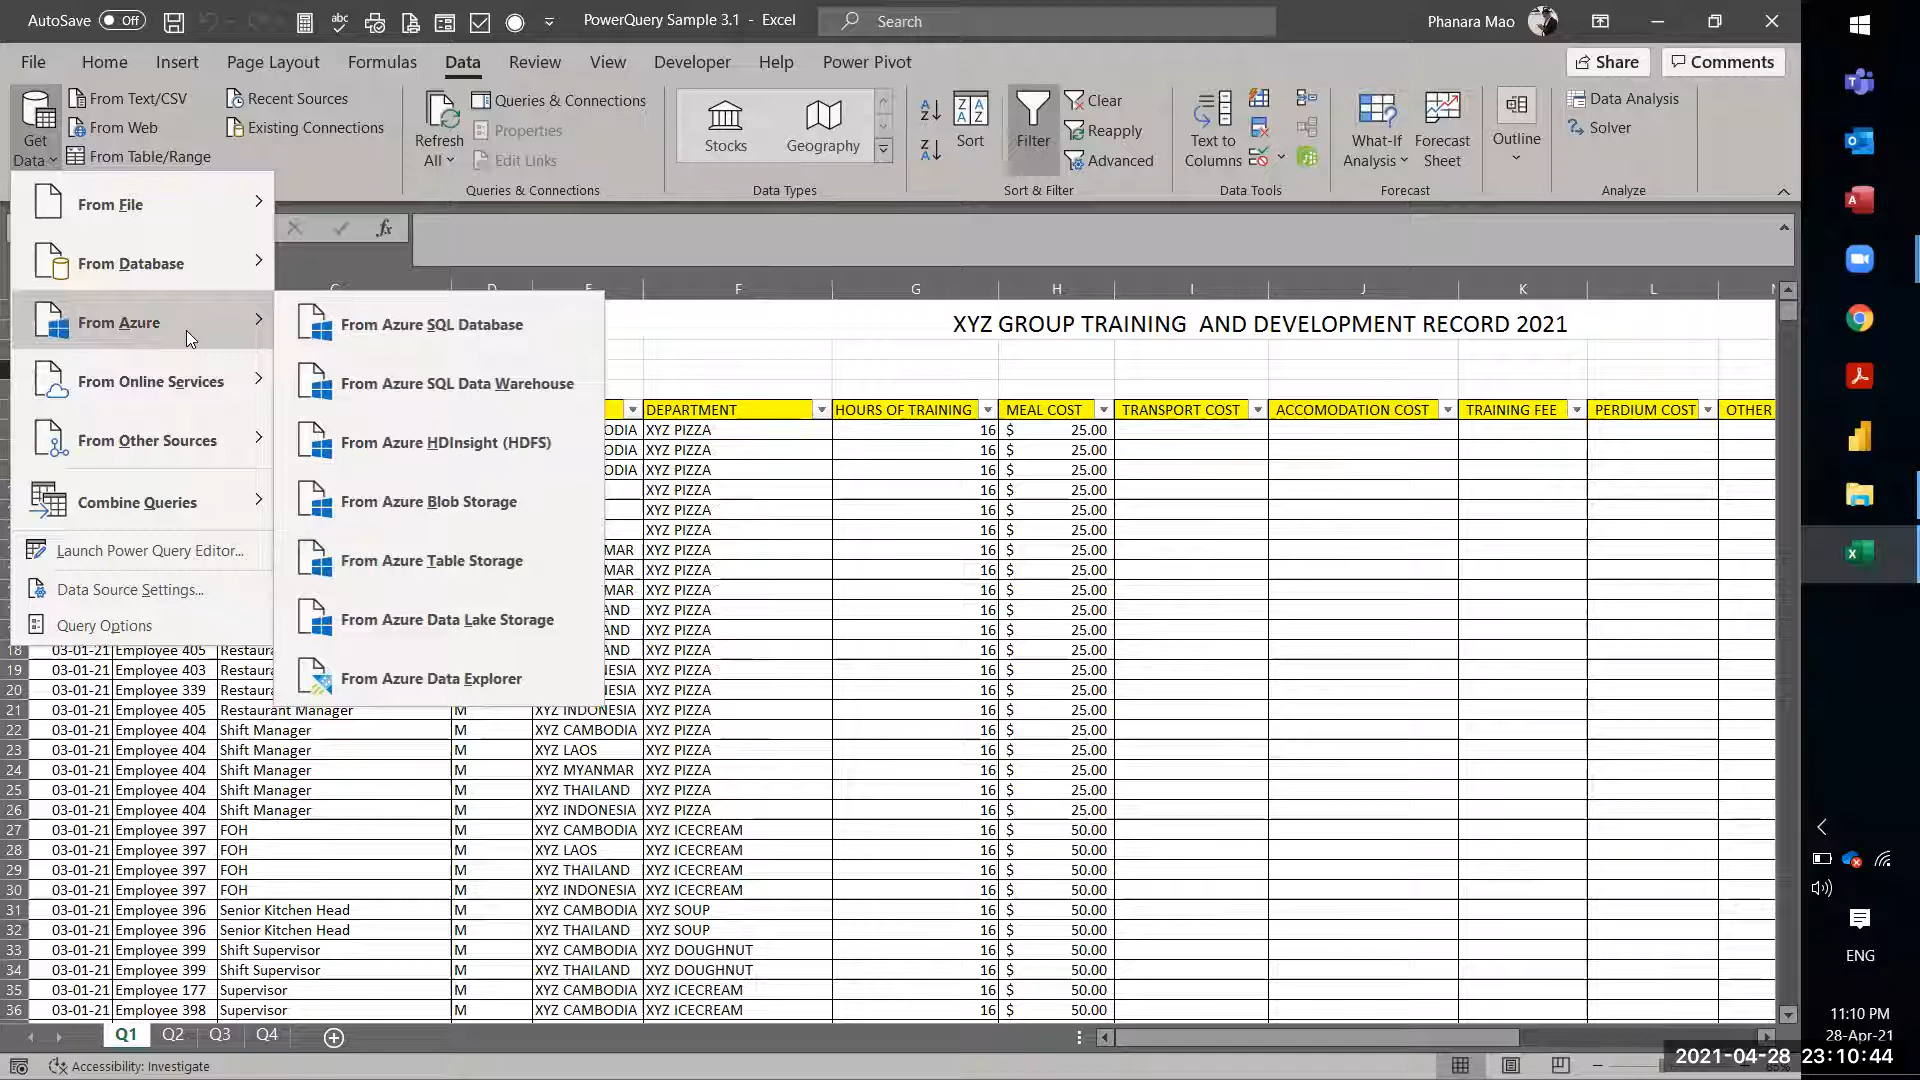 AutoSave Off PowerQuery Sample 3.1 - Excel Search Phanara Mao
File Home Insert Page Layout Formulas Data Review View Developer Help Power Pivot Share Comments
Get Data
From Text/CSV
From Web
From Table/Range
Recent Sources
Existing Connections
Refresh All
Queries & Connections
Properties
Edit Links
Queries & Connections
Stocks
Geography
Data Types
Sort
Filter
Clear
Reapply
Advanced
Sort & Filter
Text to Columns
Data Tools
What-If Analysis
Forecast Sheet
Forecast
Outline
Data Analysis
Solver
Analyze
From File
From Database
From Azure
From Online Services
From Other Sources
Combine Queries
Launch Power Query Editor...
Data Source Settings...
Query Options
From Azure SQL Database
From Azure SQL Data Warehouse
From Azure HDInsight (HDFS)
From Azure Blob Storage
From Azure Table Storage
From Azure Data Lake Storage
From Azure Data Explorer
fx
F G H I J K L
XYZ GROUP TRAINING AND DEVELOPMENT RECORD 2021
DEPARTMENT HOURS OF TRAINING MEAL COST TRANSPORT COST ACCOMODATION COST TRAINING FEE PERDIUM COST OTHER
ODIA XYZ PIZZA 16 $ 25.00
ODIA XYZ PIZZA 16 $ 25.00
ODIA XYZ PIZZA 16 $ 25.00
XYZ PIZZA 16 $ 25.00
XYZ PIZZA 16 $ 25.00
XYZ PIZZA 16 $ 25.00
MAR XYZ PIZZA 16 $ 25.00
MAR XYZ PIZZA 16 $ 25.00
MAR XYZ PIZZA 16 $ 25.00
AND XYZ PIZZA 16 $ 25.00
AND XYZ PIZZA 16 $ 25.00
18 03-01-21 Employee 405 Restaura AND XYZ PIZZA 16 $ 25.00
19 03-01-21 Employee 403 Restaura NESIA XYZ PIZZA 16 $ 25.00
20 03-01-21 Employee 339 Restaura NESIA XYZ PIZZA 16 $ 25.00
21 03-01-21 Employee 405 Restaurant Manager M XYZ INDONESIA XYZ PIZZA 16 $ 25.00
22 03-01-21 Employee 404 Shift Manager M XYZ CAMBODIA XYZ PIZZA 16 $ 25.00
23 03-01-21 Employee 404 Shift Manager M XYZ LAOS XYZ PIZZA 16 $ 25.00
24 03-01-21 Employee 404 Shift Manager M XYZ MYANMAR XYZ PIZZA 16 $ 25.00
25 03-01-21 Employee 404 Shift Manager M XYZ THAILAND XYZ PIZZA 16 $ 25.00
26 03-01-21 Employee 404 Shift Manager M XYZ INDONESIA XYZ PIZZA 16 $ 25.00
27 03-01-21 Employee 397 FOH M XYZ CAMBODIA XYZ ICECREAM 16 $ 50.00
28 03-01-21 Employee 397 FOH M XYZ LAOS XYZ ICECREAM 16 $ 50.00
29 03-01-21 Employee 397 FOH M XYZ THAILAND XYZ ICECREAM 16 $ 50.00
30 03-01-21 Employee 397 FOH M XYZ INDONESIA XYZ ICECREAM 16 $ 50.00
31 03-01-21 Employee 396 Senior Kitchen Head M XYZ CAMBODIA XYZ SOUP 16 $ 50.00
32 03-01-21 Employee 396 Senior Kitchen Head M XYZ THAILAND XYZ SOUP 16 $ 50.00
33 03-01-21 Employee 399 Shift Supervisor M XYZ CAMBODIA XYZ DOUGHNUT 16 $ 50.00
34 03-01-21 Employee 399 Shift Supervisor M XYZ THAILAND XYZ DOUGHNUT 16 $ 50.00
35 03-01-21 Employee 177 Supervisor M XYZ CAMBODIA XYZ ICECREAM 16 $ 50.00
36 03-01-21 Employee 398 Supervisor M XYZ CAMBODIA XYZ ICECREAM 16 $ 50.00
Q1 Q2 Q3 Q4
Accessibility: Investigate
ENG
11:10 PM
28-Apr-21
2021-04-28 23:10:44